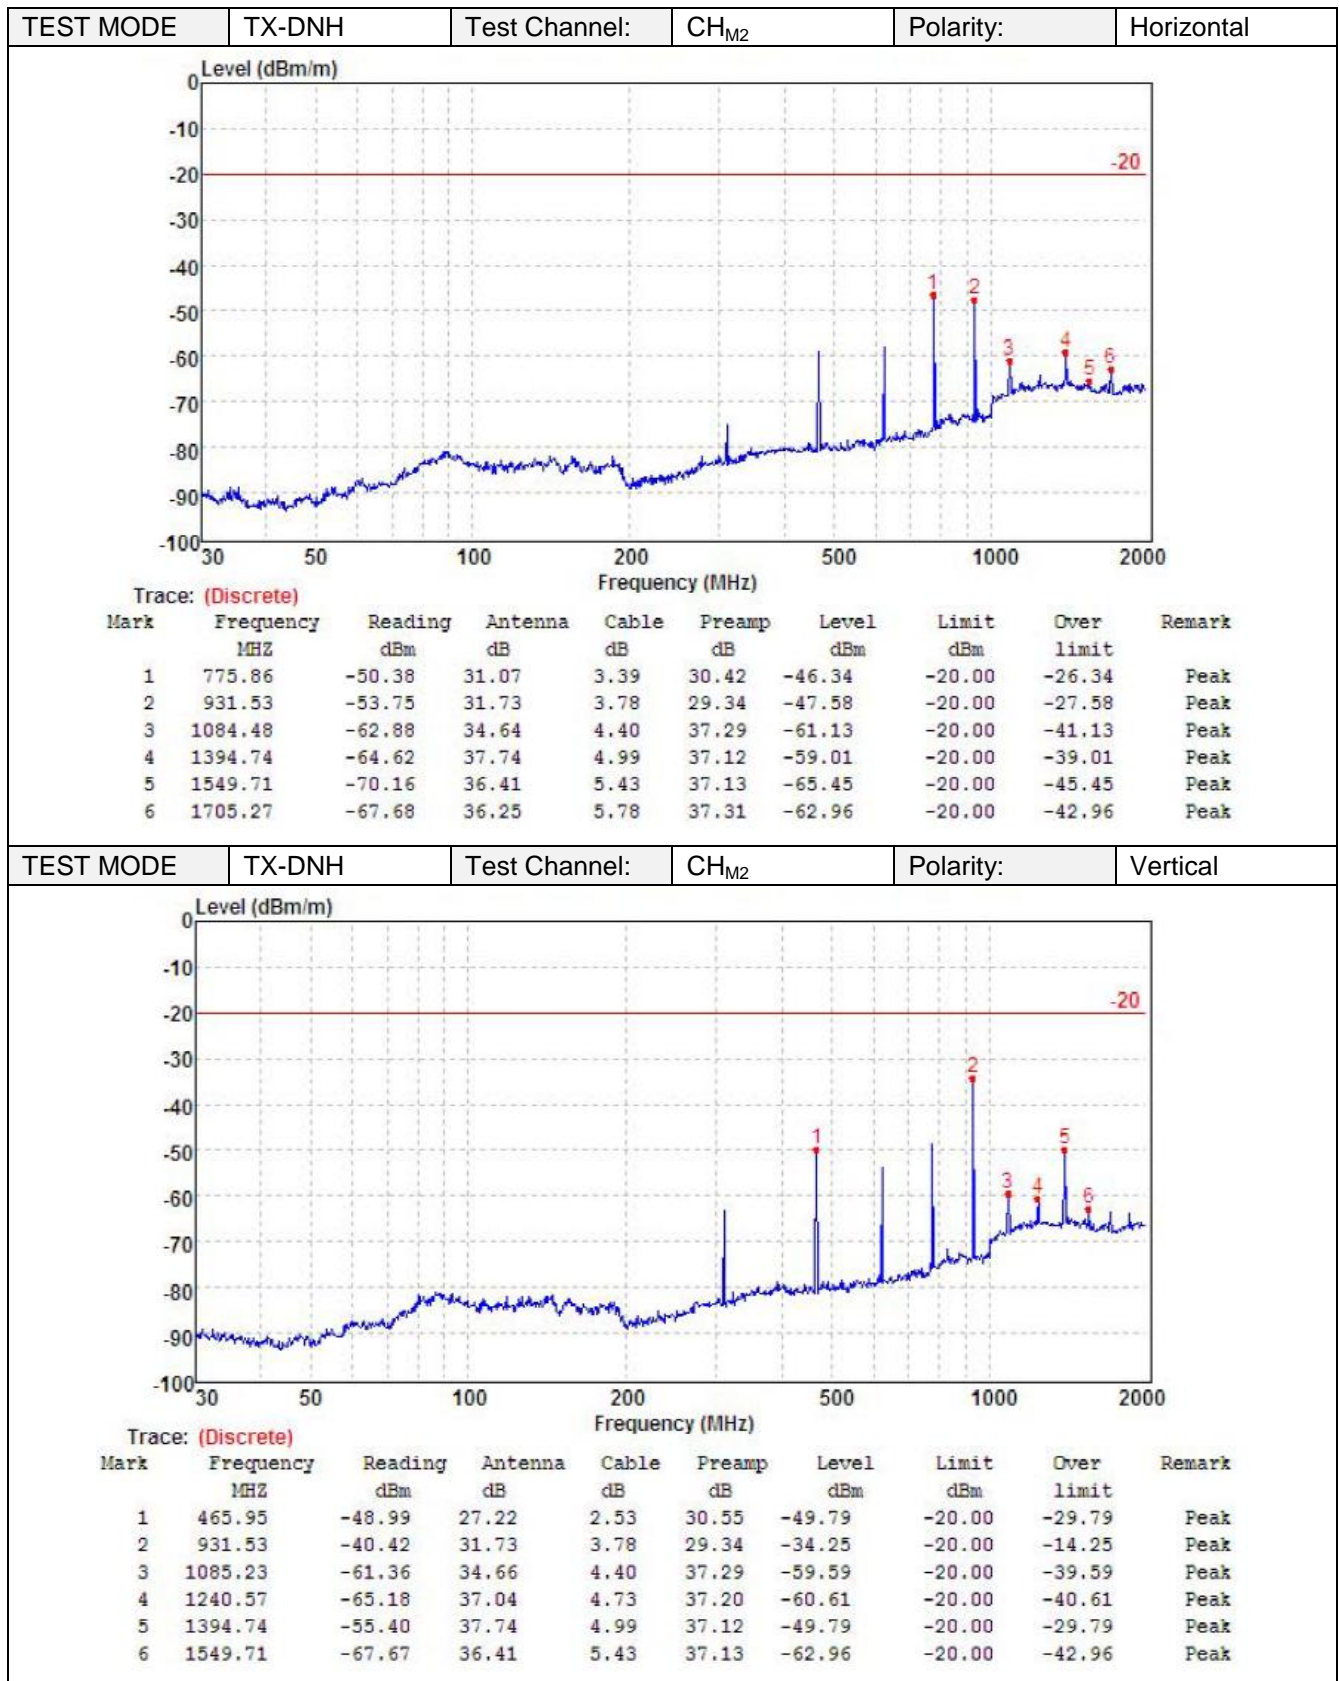 TEST MODE TX-DNH Test Channel: CHM2 Polarity: Horizontal
Level (dBm/m)
0
-10
-20
-20
-30
-40
1 2
-50
-60
3 4 5 6
-70
-80
-90
-100
30 50 100 200 500 1000 2000
Frequency (MHz)
Trace: (Discrete)
Mark Frequency Reading Antenna Cable Preamp Level Limit Over Remark
MHZ dBm dB dB dB dBm dBm limit
1 775.86 -50.38 31.07 3.39 30.42 -46.34 -20.00 -26.34 Peak
2 931.53 -53.75 31.73 3.78 29.34 -47.58 -20.00 -27.58 Peak
3 1084.48 -62.88 34.64 4.40 37.29 -61.13 -20.00 -41.13 Peak
4 1394.74 -64.62 37.74 4.99 37.12 -59.01 -20.00 -39.01 Peak
5 1549.71 -70.16 36.41 5.43 37.13 -65.45 -20.00 -45.45 Peak
6 1705.27 -67.68 36.25 5.78 37.31 -62.96 -20.00 -42.96 Peak
TEST MODE TX-DNH Test Channel: CHM2 Polarity: Vertical
Level (dBm/m)
0
-10
-20
-20
-30
2
-40
1 5
-50
3 4 6
-60
-70
-80
-90
-100
30 50 100 200 500 1000 2000
Frequency (MHz)
Trace: (Discrete)
Mark Frequency Reading Antenna Cable Preamp Level Limit Over Remark
MHZ dBm dB dB dB dBm dBm limit
1 465.95 -48.99 27.22 2.53 30.55 -49.79 -20.00 -29.79 Peak
2 931.53 -40.42 31.73 3.78 29.34 -34.25 -20.00 -14.25 Peak
3 1085.23 -61.36 34.66 4.40 37.29 -59.59 -20.00 -39.59 Peak
4 1240.57 -65.18 37.04 4.73 37.20 -60.61 -20.00 -40.61 Peak
5 1394.74 -55.40 37.74 4.99 37.12 -49.79 -20.00 -29.79 Peak
6 1549.71 -67.67 36.41 5.43 37.13 -62.96 -20.00 -42.96 Peak